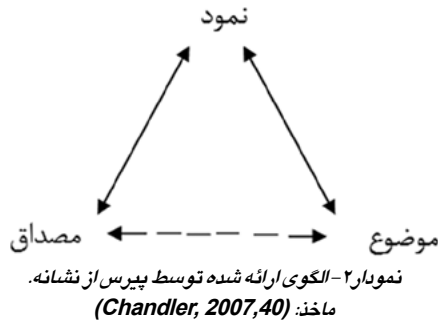 نمود
موضوع
مصداق
نمودار۲- الگوی ارائه شده توسط پیرس از نشانه.
ماخذ: (Chandler, 2007,40)